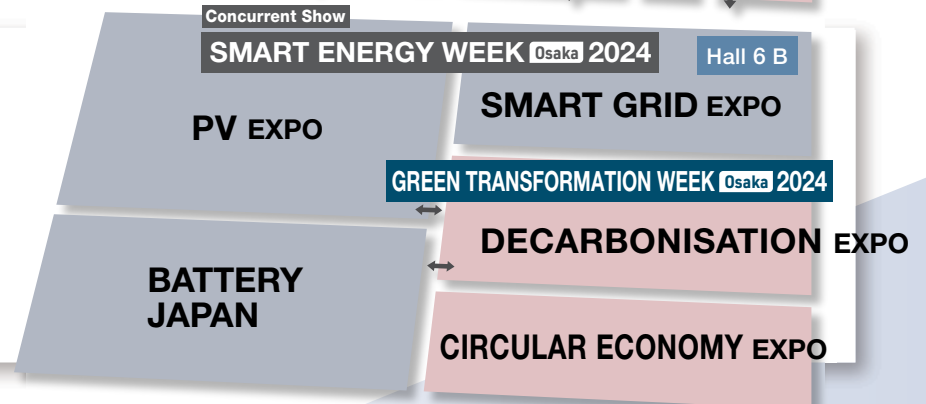 Concurrent Show
SMART ENERGY WEEK Osaka 2024
Hall 6 B
PV EXPO
SMART GRID EXPO
GREEN TRANSFORMATION WEEK Osaka 2024
DECARBONISATION EXPO
BATTERY
JAPAN
CIRCULAR ECONOMY EXPO